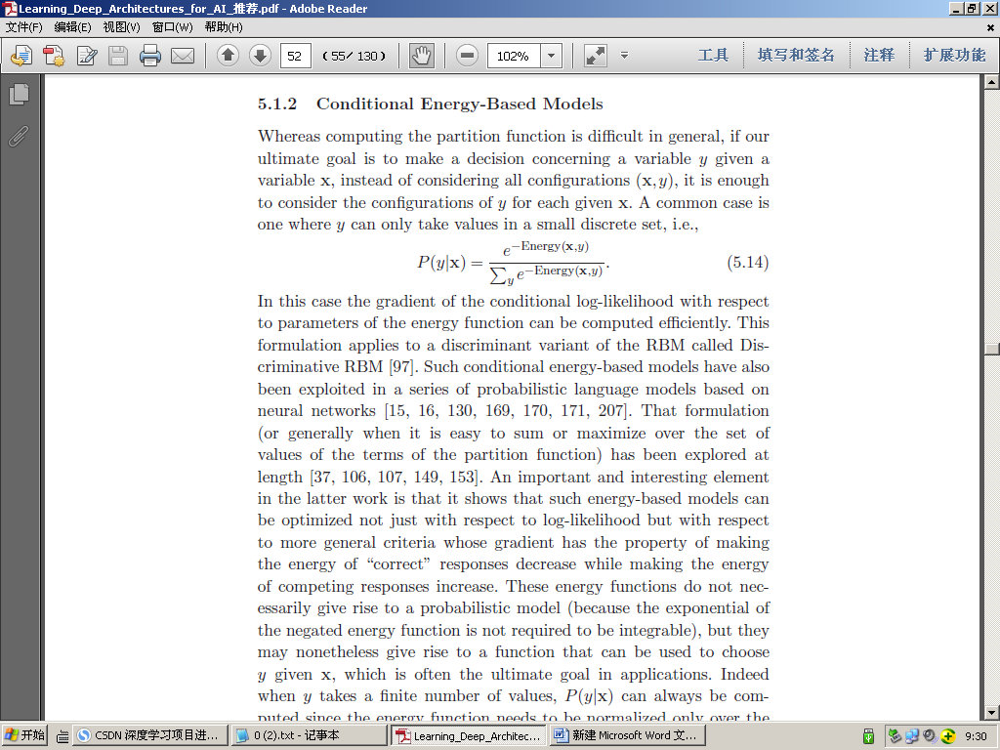 Learning_Deep_Architectures_for_AI_推荐.pdf - Adobe Reader
文件(F) 编辑(E) 视图(V) 窗口(W) 帮助(H)
52 (55 / 130) 102% 工具 填写和签名 注释 扩展功能
5.1.2 Conditional Energy-Based Models
Whereas computing the partition function is difficult in general, if our
ultimate goal is to make a decision concerning a variable y given a
variable x, instead of considering all configurations (x, y), it is enough
to consider the configurations of y for each given x. A common case is
one where y can only take values in a small discrete set, i.e.,
P(y|x) = e^{−Energy(x,y)} / ∑_y e^{−Energy(x,y)}. (5.14)
In this case the gradient of the conditional log-likelihood with respect
to parameters of the energy function can be computed efficiently. This
formulation applies to a discriminant variant of the RBM called Dis-
criminative RBM [97]. Such conditional energy-based models have also
been exploited in a series of probabilistic language models based on
neural networks [15, 16, 130, 169, 170, 171, 207]. That formulation
(or generally when it is easy to sum or maximize over the set of
values of the terms of the partition function) has been explored at
length [37, 106, 107, 149, 153]. An important and interesting element
in the latter work is that it shows that such energy-based models can
be optimized not just with respect to log-likelihood but with respect
to more general criteria whose gradient has the property of making
the energy of “correct” responses decrease while making the energy
of competing responses increase. These energy functions do not nec-
essarily give rise to a probabilistic model (because the exponential of
the negated energy function is not required to be integrable), but they
may nonetheless give rise to a function that can be used to choose
y given x, which is often the ultimate goal in applications. Indeed
when y takes a finite number of values, P(y|x) can always be com-
puted since the energy function needs to be normalized only over the
开始 CSDN 深度学习项目进... 0 (2).txt - 记事本 Learning_Deep_Architec... 新建 Microsoft Word 文... 9:30